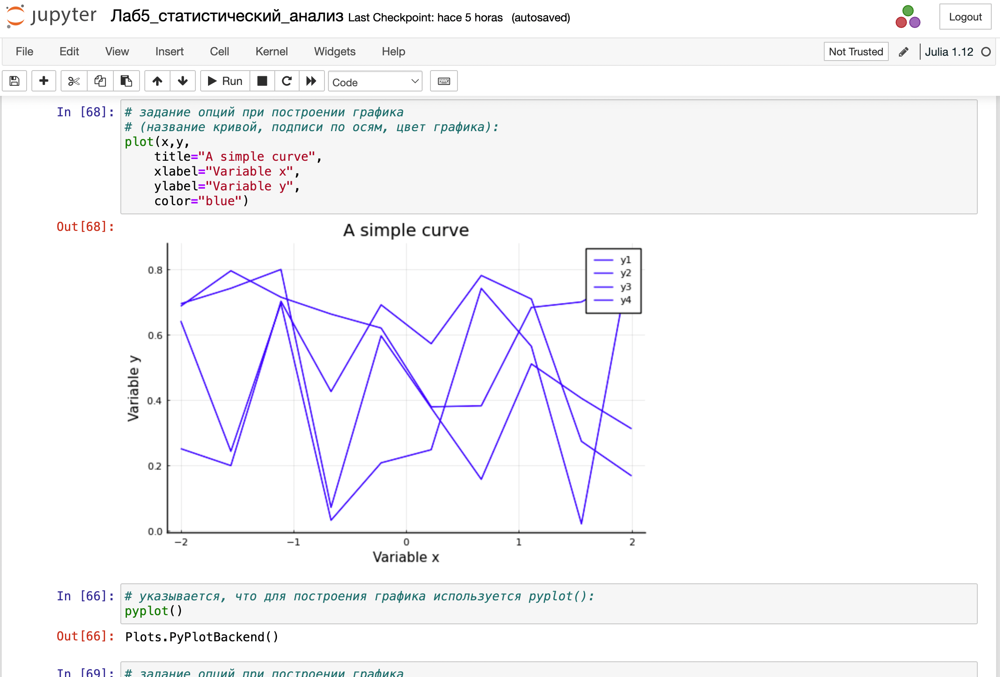 jupyter Лаб5_статистический_анализ Last Checkpoint: hace 5 horas (autosaved) Logout
File Edit View Insert Cell Kernel Widgets Help Not Trusted Julia 1.12
Run Code
In [68]: # задание опций при построении графика
# (название кривой, подписи по осям, цвет графика):
plot(x,y,
    title="A simple curve",
    xlabel="Variable x",
    ylabel="Variable y",
    color="blue")
Out[68]:
A simple curve
y1
y2
y3
y4
0.8
0.6
0.4
0.2
0.0
Variable y
−2 −1 0 1 2
Variable x
In [66]: # указывается, что для построения графика используется pyplot():
pyplot()
Out[66]: Plots.PyPlotBackend()
In [69]: # задание опций при построении графика